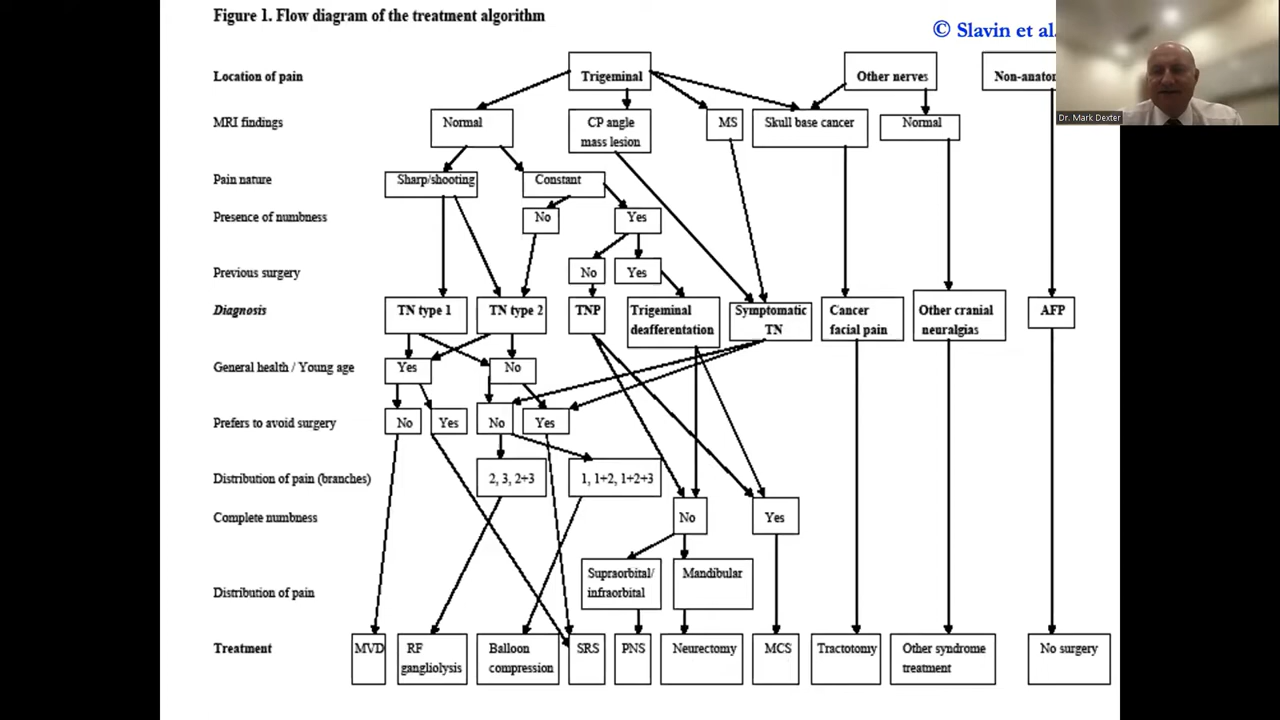 Figure 1. Flow diagram of the treatment algorithm
© Slavin et al.
Dr. Mark Dexter
Location of pain
Trigeminal
Other nerves
MRI findings
Normal
CP angle
mass lesion
MS
Skull base cancer
Normal
Pain nature
Sharp/shooting
Constant
Presence of numbness
No
Yes
Previous surgery
No
Yes
Diagnosis
TN type 1
TN type 2
TNP
Trigeminal
deafferentation
Symptomatic
TN
Cancer
facial pain
Other cranial
neuralgias
AFP
General health / Young age
Yes
No
Prefers to avoid surgery
No
Yes
No
Yes
Distribution of pain (branches)
2, 3, 2+3
1, 1+2, 1+2+3
Complete numbness
No
Yes
Distribution of pain
Supraorbital/
infraorbital
Mandibular
Treatment
MVD
RF
gangliolysis
Balloon
compression
SRS
PNS
Neurectomy
MCS
Tractotomy
Other syndrome
treatment
No surgery